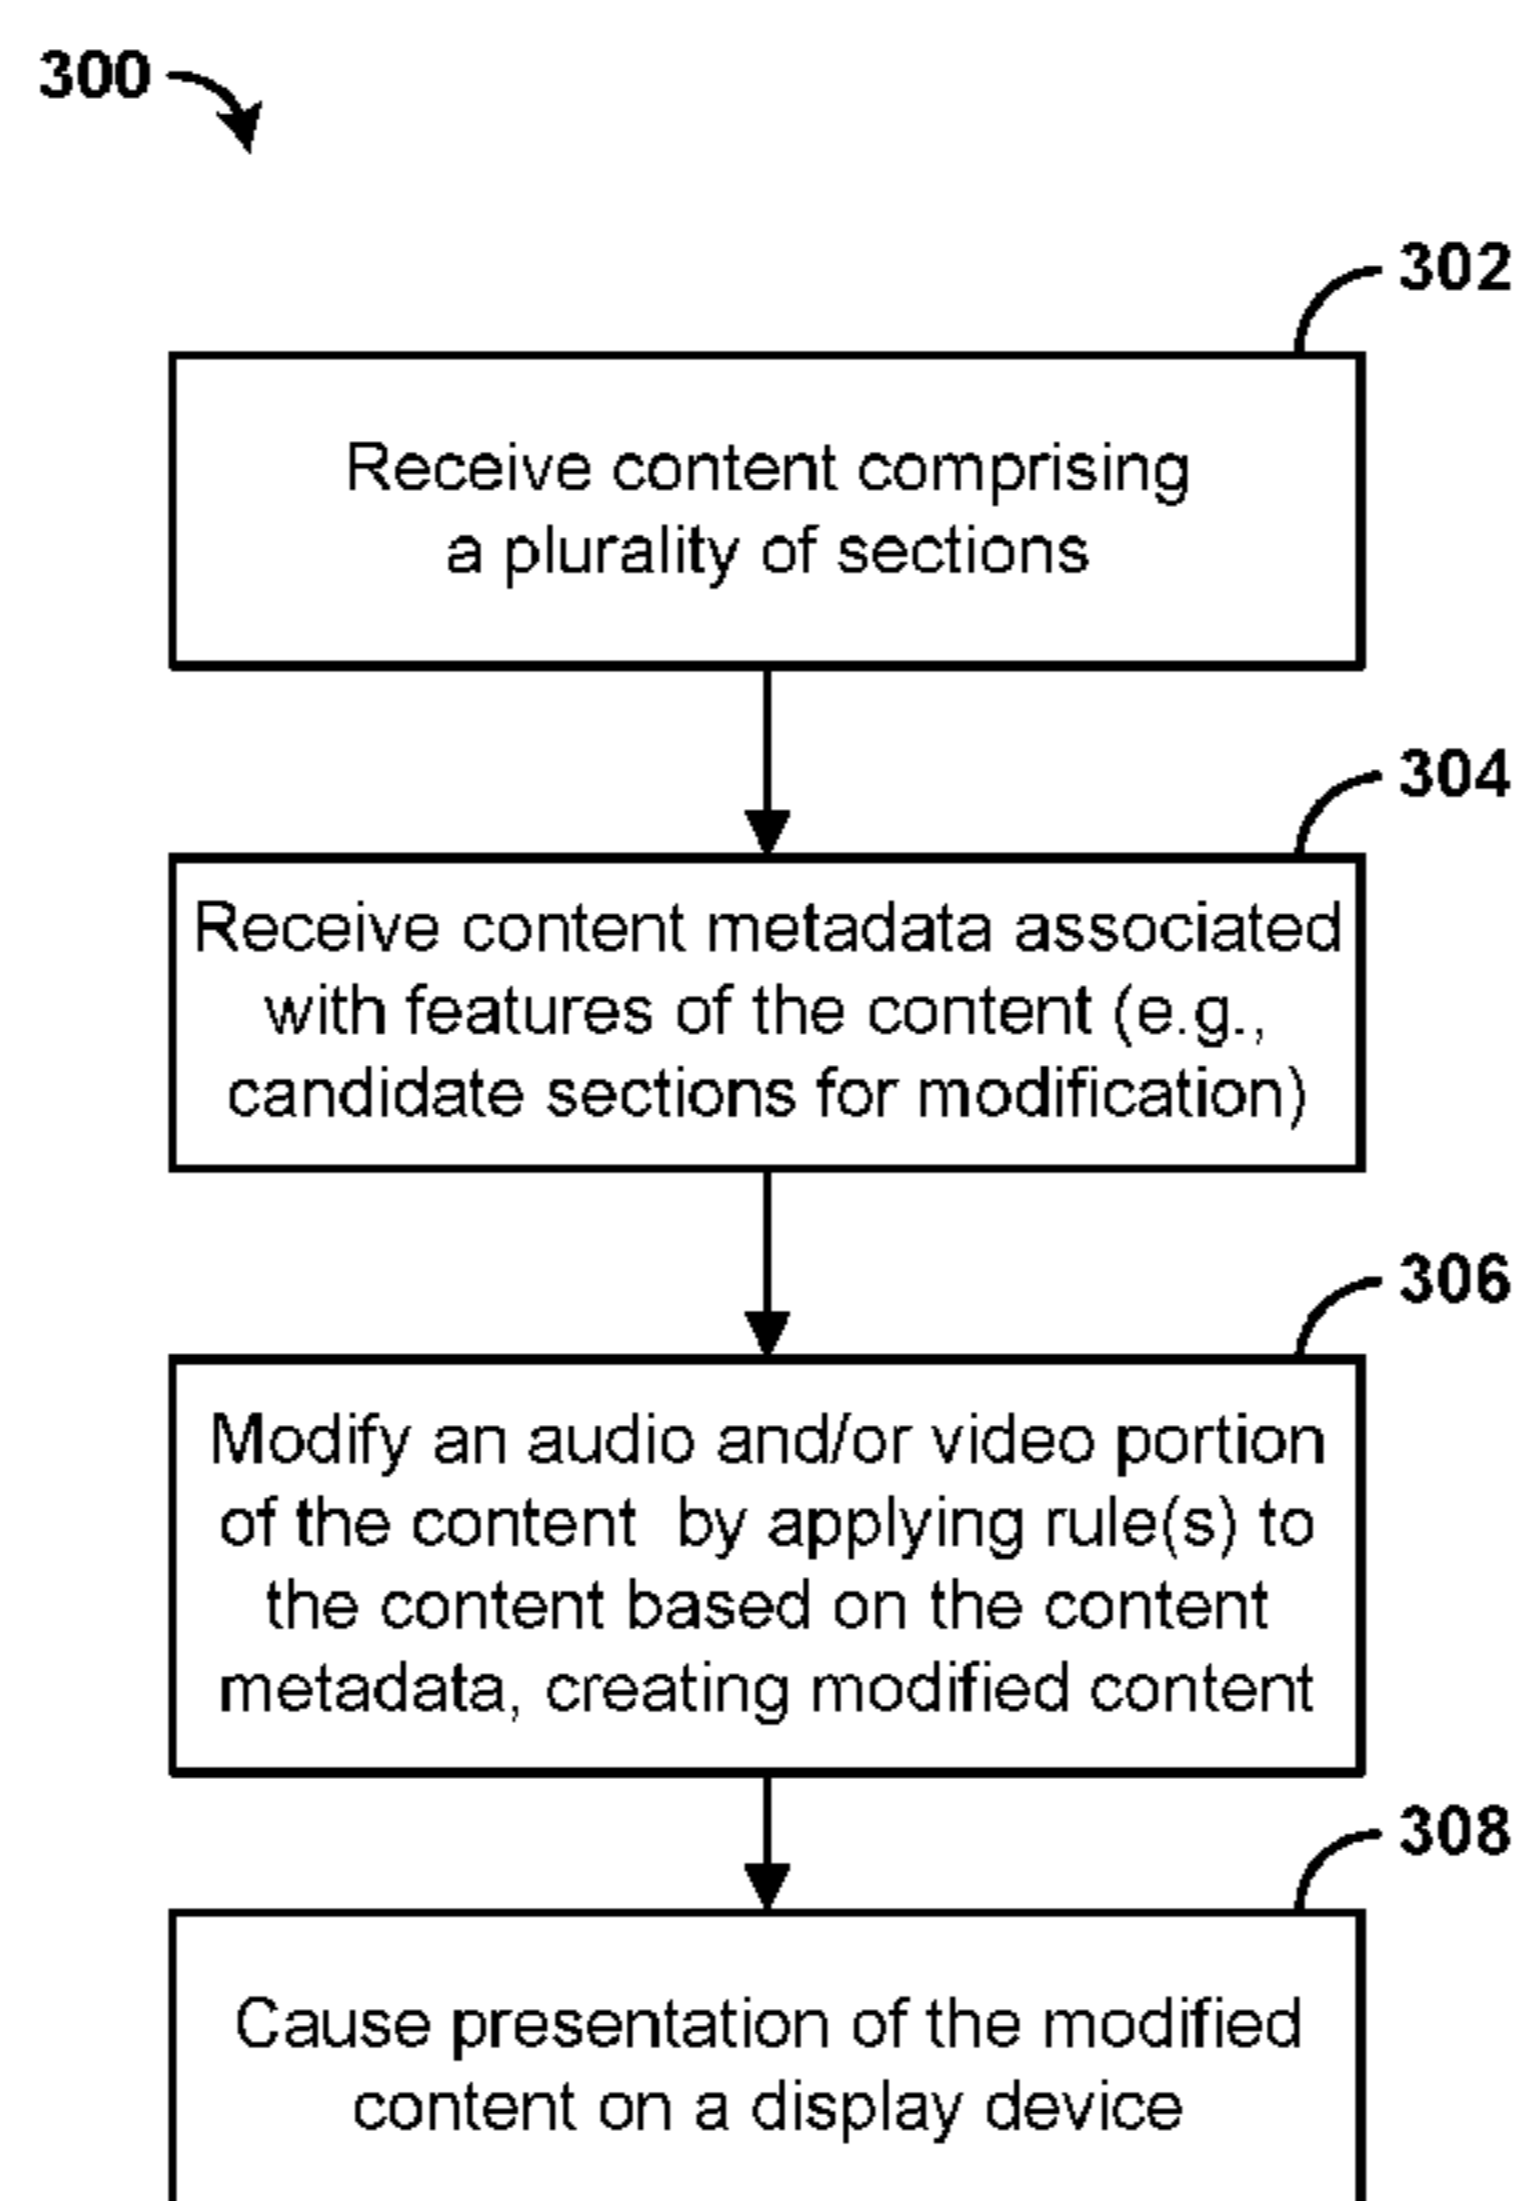 300
302
Receive content comprising
a plurality of sections
304
Receive content metadata associated
with features of the content (e.g.,
candidate sections for modification)
306
Modify an audio and/or video portion
of the content by applying rule(s) to
the content based on the content
metadata, creating modified content
308
Cause presentation of the modified
content on a display device